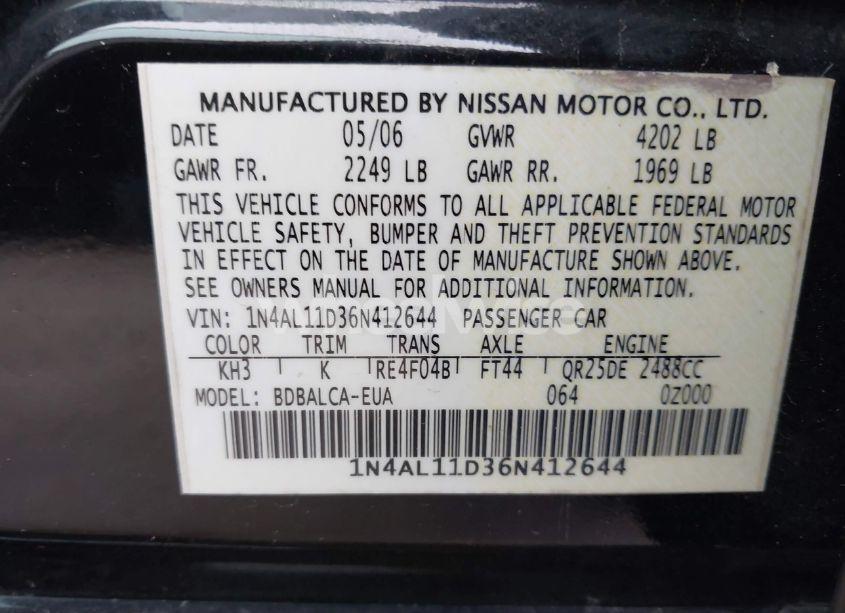 MANUFACTURED BY NISSAN MOTOR CO., LTD.
DATE 05/06 GVWR 4202 LB
GAWR FR. 2249 LB GAWR RR. 1969 LB
THIS VEHICLE CONFORMS TO ALL APPLICABLE FEDERAL MOTOR
VEHICLE SAFETY, BUMPER AND THEFT PREVENTION STANDARDS
IN EFFECT ON THE DATE OF MANUFACTURE SHOWN ABOVE.
SEE OWNERS MANUAL FOR ADDITIONAL INFORMATION.
VIN: 1N4AL11D36N412644 PASSENGER CAR
COLOR TRIM TRANS AXLE ENGINE
KH3 K RE4F04B FT44 QR25DE 2488CC
MODEL: BDBALCA-EUA 064 0Z000
1N4AL11D36N412644